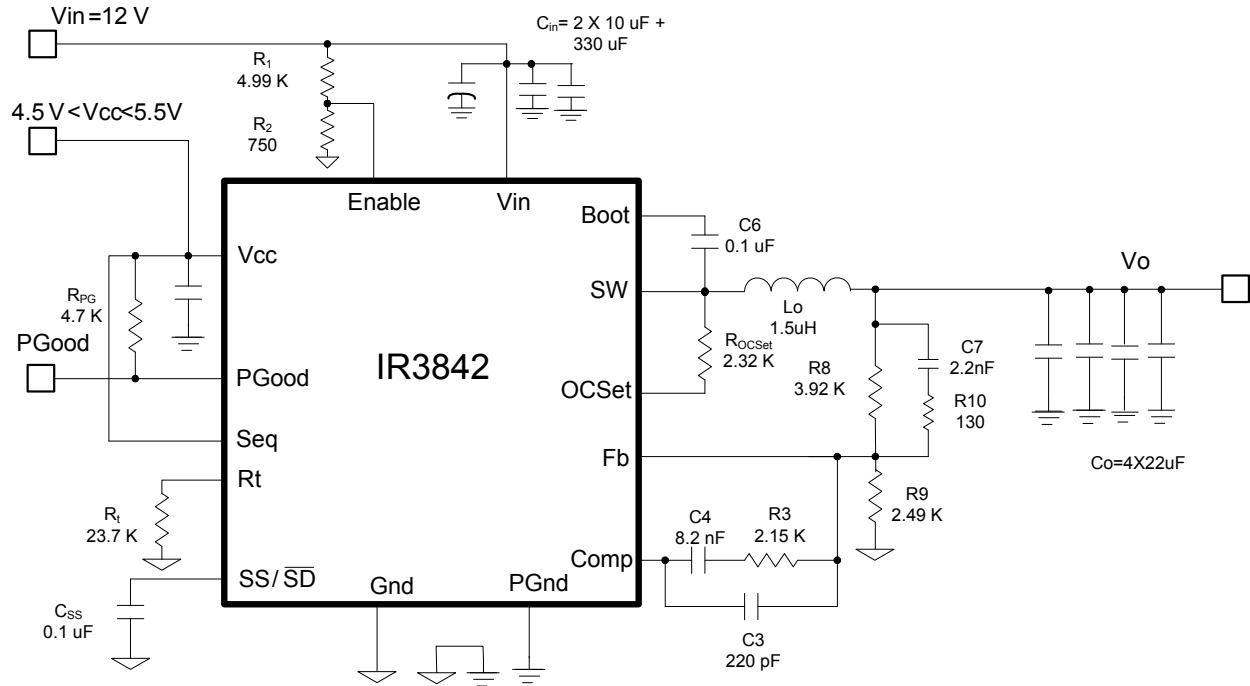 Vin=12 V
Cin= 2 X 10 uF +
330 uF
R1
4.99 K
4.5 V <Vcc<5.5V
R2
750
Enable
Vin
Boot
C6
0.1 uF
Vcc
Vo
SW
RPG
4.7 K
Lo
1.5uH
ROCSet
2.32 K
C7
2.2nF
PGood
IR3842
R8
3.92 K
PGood
OCSet
R10
130
Seq
Fb
Co=4X22uF
Rt
R9
2.49 K
Rt
23.7 K
C4
8.2 nF
R3
2.15 K
Comp
SS/ SD
Gnd
PGnd
CSS
0.1 uF
C3
220 pF